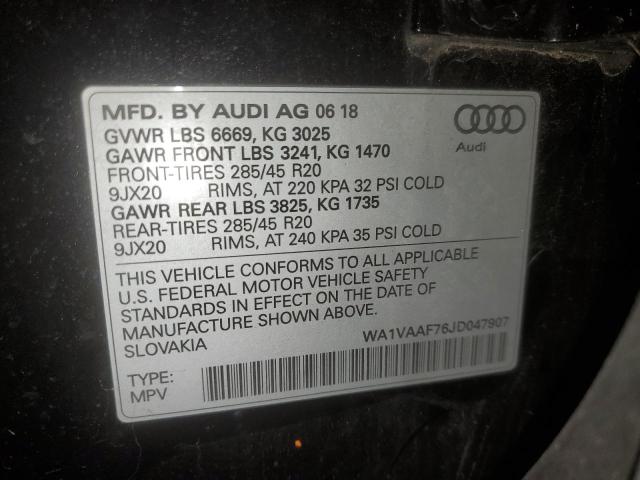 MFD. BY AUDI AG 06 18
GVWR LBS 6669, KG 3025
GAWR FRONT LBS 3241, KG 1470
FRONT-TIRES 285/45 R20
9JX20 RIMS, AT 220 KPA 32 PSI COLD
GAWR REAR LBS 3825, KG 1735
REAR-TIRES 285/45 R20
9JX20 RIMS, AT 240 KPA 35 PSI COLD
Audi
THIS VEHICLE CONFORMS TO ALL APPLICABLE
U.S. FEDERAL MOTOR VEHICLE SAFETY
STANDARDS IN EFFECT ON THE DATE OF
MANUFACTURE SHOWN ABOVE.
SLOVAKIA
WA1VAAF76JD047907
TYPE:
MPV